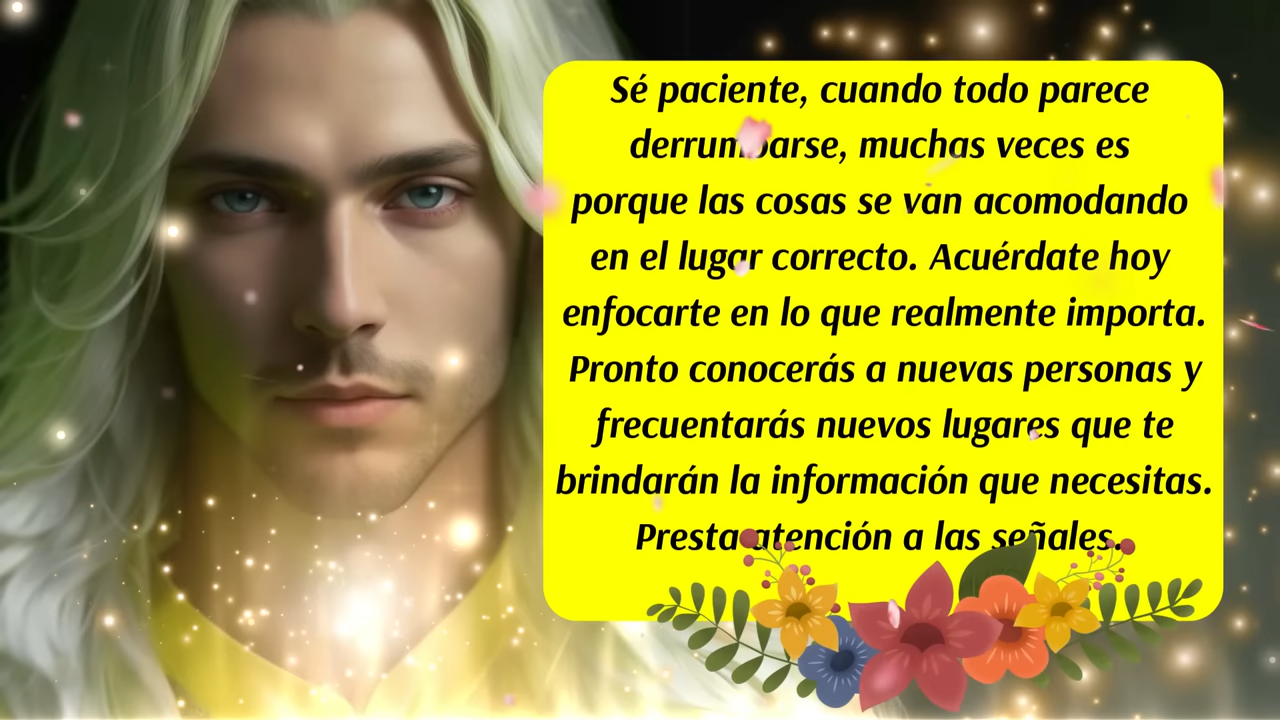 Sé paciente, cuando todo parece
derrumbarse, muchas veces es
porque las cosas se van acomodando
en el lugar correcto. Acuérdate hoy
enfocarte en lo que realmente importa.
Pronto conocerás a nuevas personas y
frecuentarás nuevos lugares que te
brindarán la información que necesitas.
Presta atención a las señales.